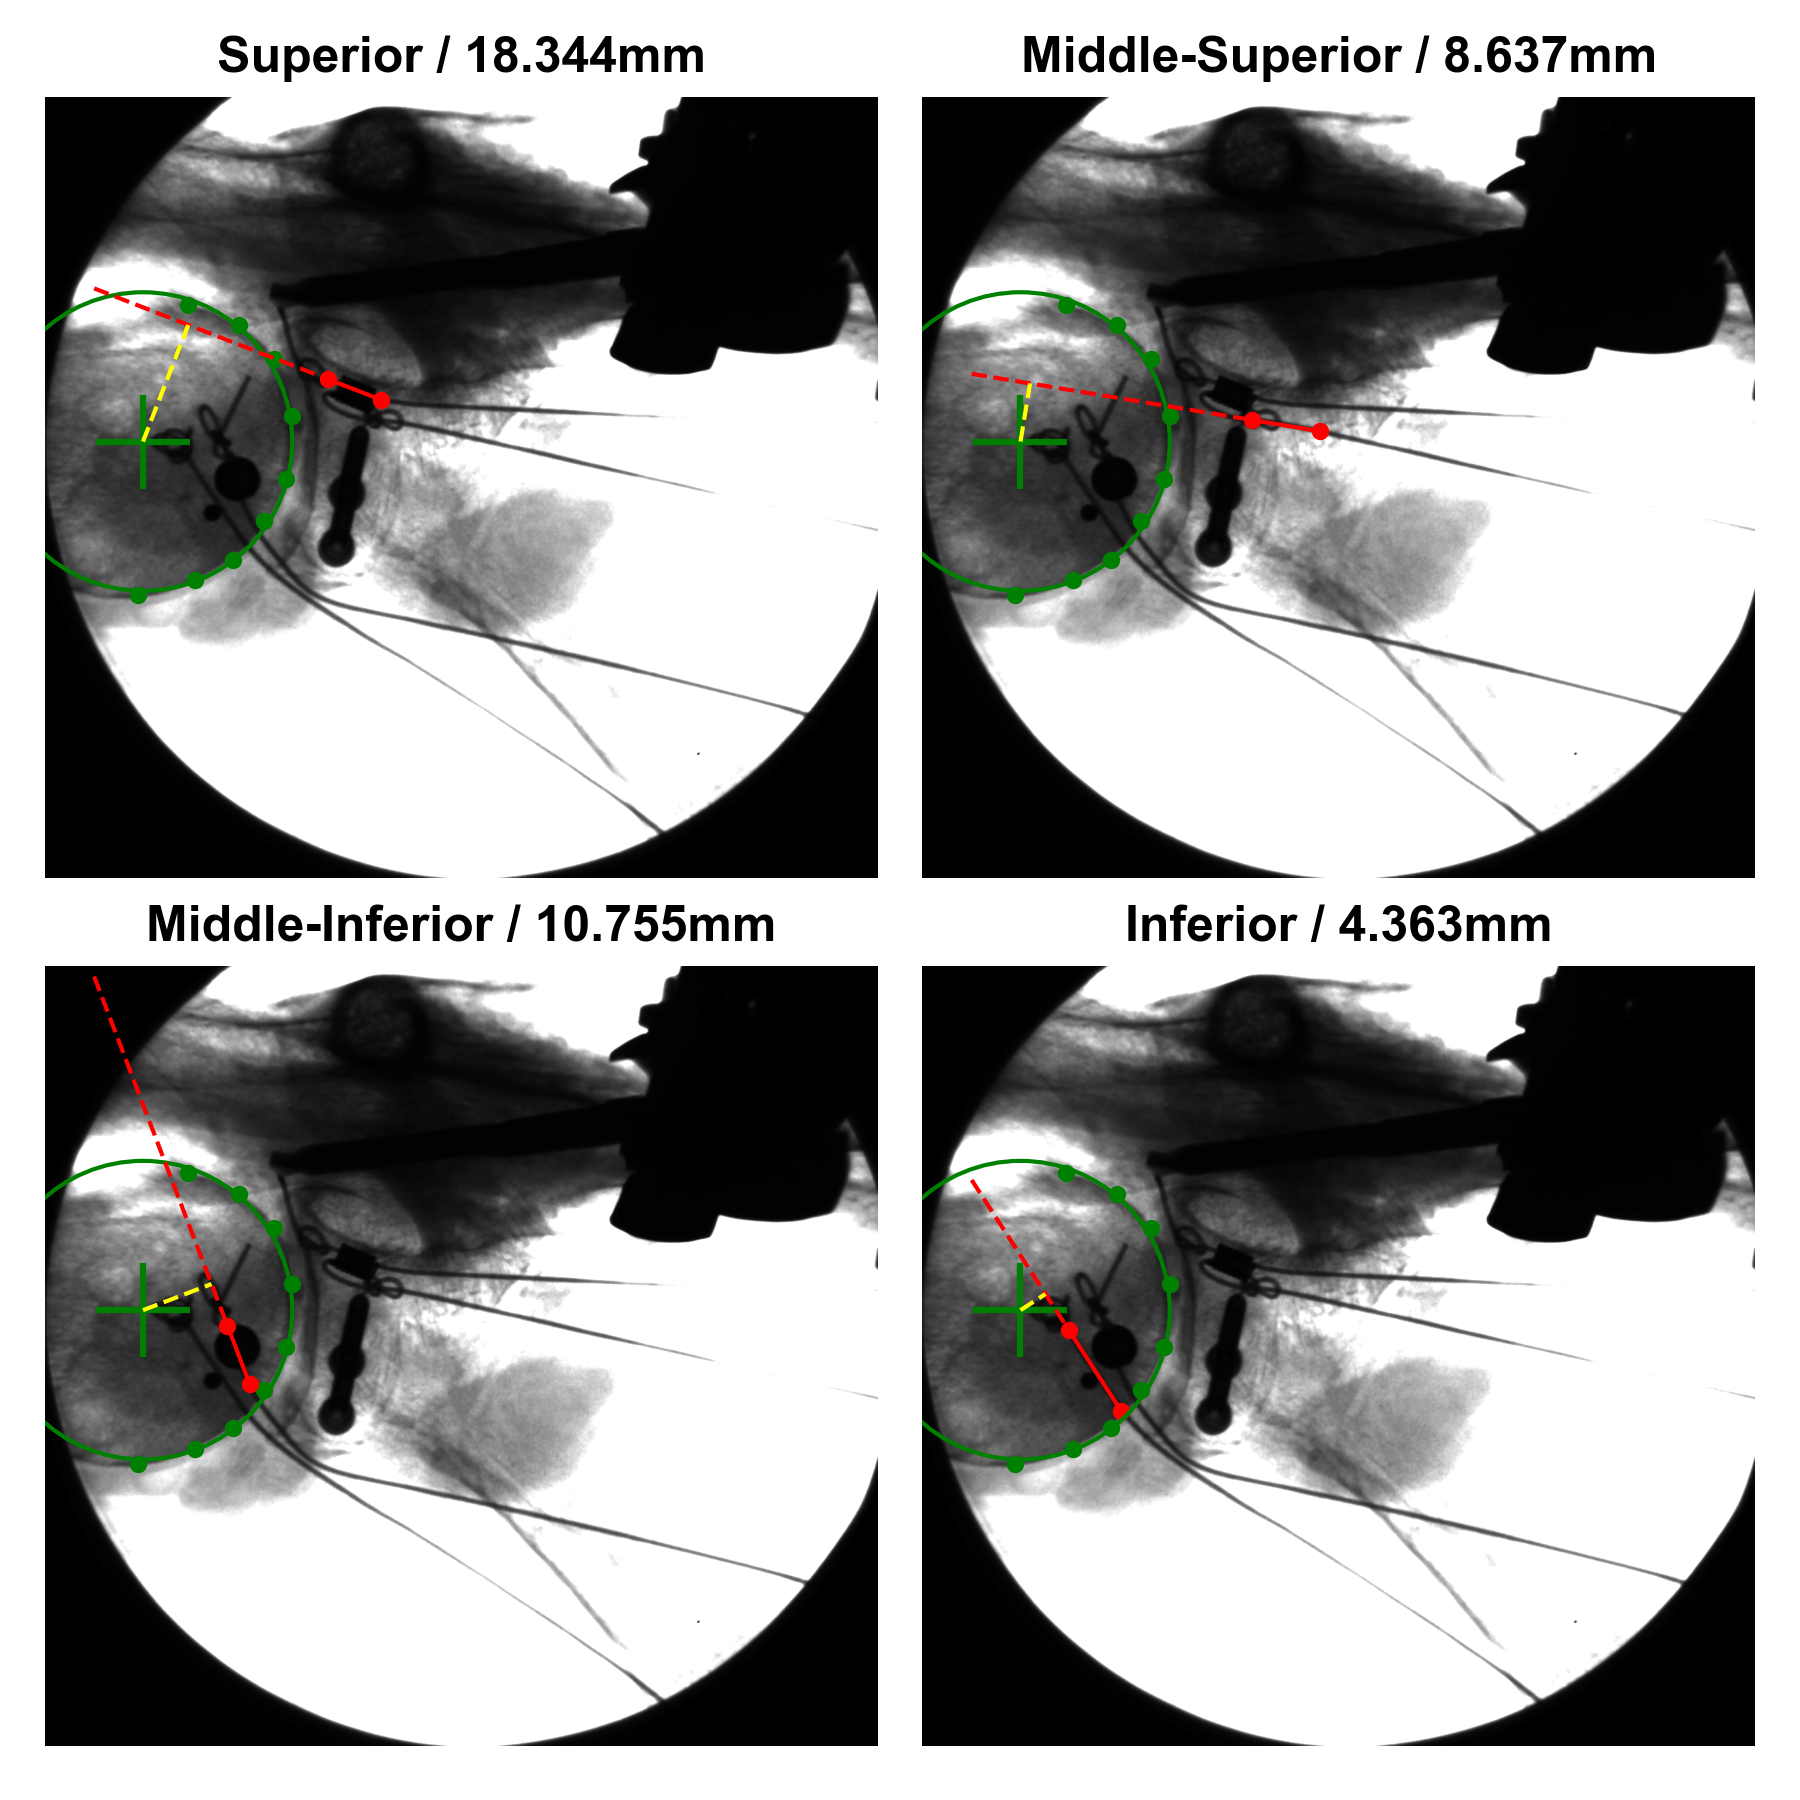 Superior / 18.344mm
Middle-Superior / 8.637mm
Middle-Inferior / 10.755mm
Inferior / 4.363mm